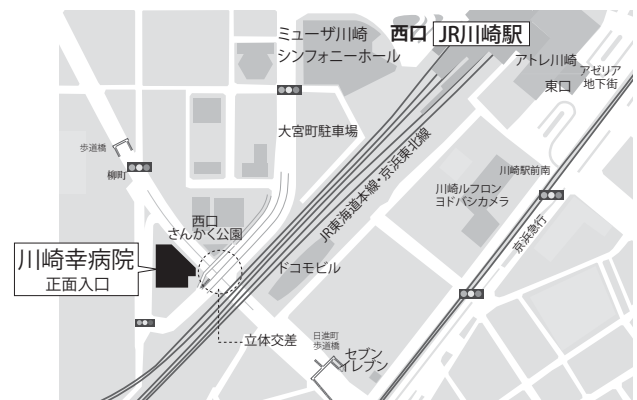 ミューザ川崎
シンフォニーホール
西口 JR川崎駅
アトレ川崎
東口
アゼリア
地下街
大宮町駐車場
歩道橋
柳町
JR東海道本線・京浜東北線
川崎駅前南
川崎ルフロン
ヨドバシカメラ
京浜急行
西口
さんかく公園
川崎幸病院
正面入口
ドコモビル
立体交差
日進町
歩道橋
セブン
イレブン